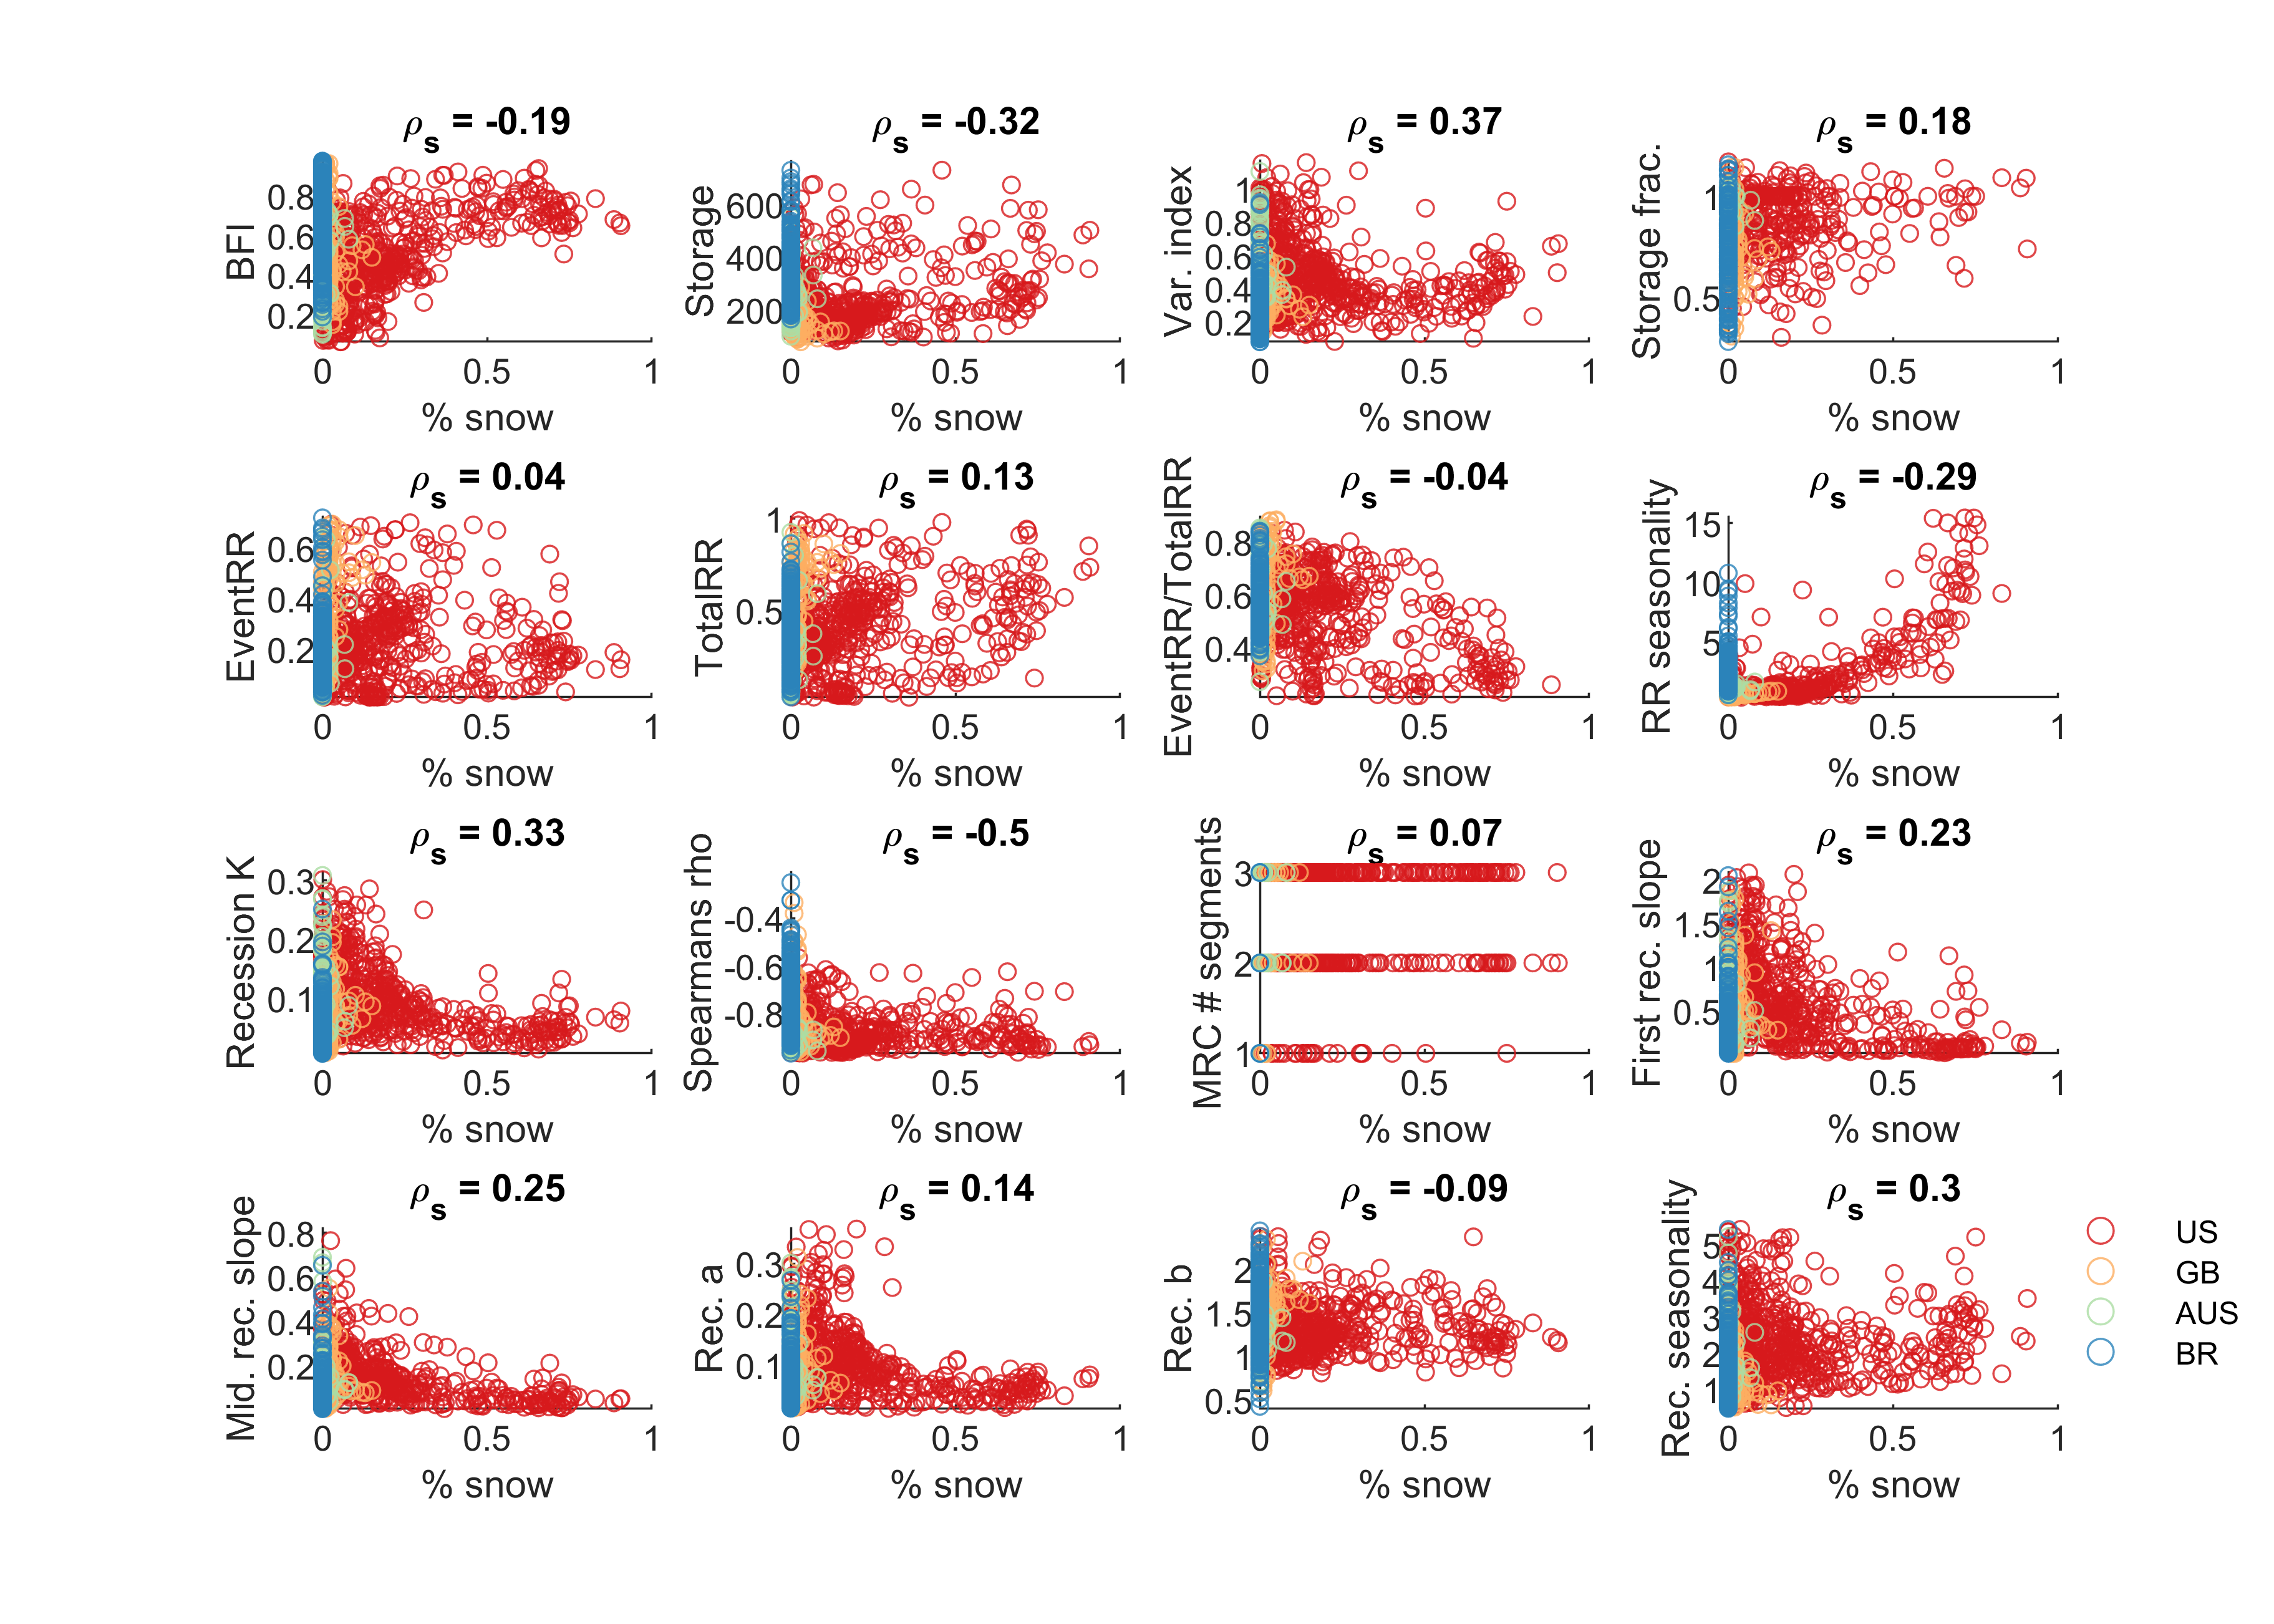 ρs = -0.19
BFI
0.8
0.6
0.4
0.2
0 0.5 1
% snow
ρs = -0.32
Storage
600
400
200
0 0.5 1
% snow
ρs = 0.37
Var. index
1
0.8
0.6
0.4
0.2
0 0.5 1
% snow
ρs = 0.18
Storage frac.
1
0.5
0 0.5 1
% snow
ρs = 0.04
EventRR
0.6
0.4
0.2
0 0.5 1
% snow
ρs = 0.13
TotalRR
1
0.5
0 0.5 1
% snow
ρs = -0.04
EventRR/TotalRR
0.8
0.6
0.4
0 0.5 1
% snow
ρs = -0.29
RR seasonality
15
10
5
0 0.5 1
% snow
ρs = 0.33
Recession K
0.3
0.2
0.1
0 0.5 1
% snow
ρs = -0.5
Spearmans rho
-0.4
-0.6
-0.8
0 0.5 1
% snow
ρs = 0.07
MRC # segments
3
2
1
0 0.5 1
% snow
ρs = 0.23
First rec. slope
2
1.5
1
0.5
0 0.5 1
% snow
ρs = 0.25
Mid. rec. slope
0.8
0.6
0.4
0.2
0 0.5 1
% snow
ρs = 0.14
Rec. a
0.3
0.2
0.1
0 0.5 1
% snow
ρs = -0.09
Rec. b
2
1.5
1
0.5
0 0.5 1
% snow
ρs = 0.3
Rec. seasonality
5
4
3
2
1
0 0.5 1
% snow
US
GB
AUS
BR